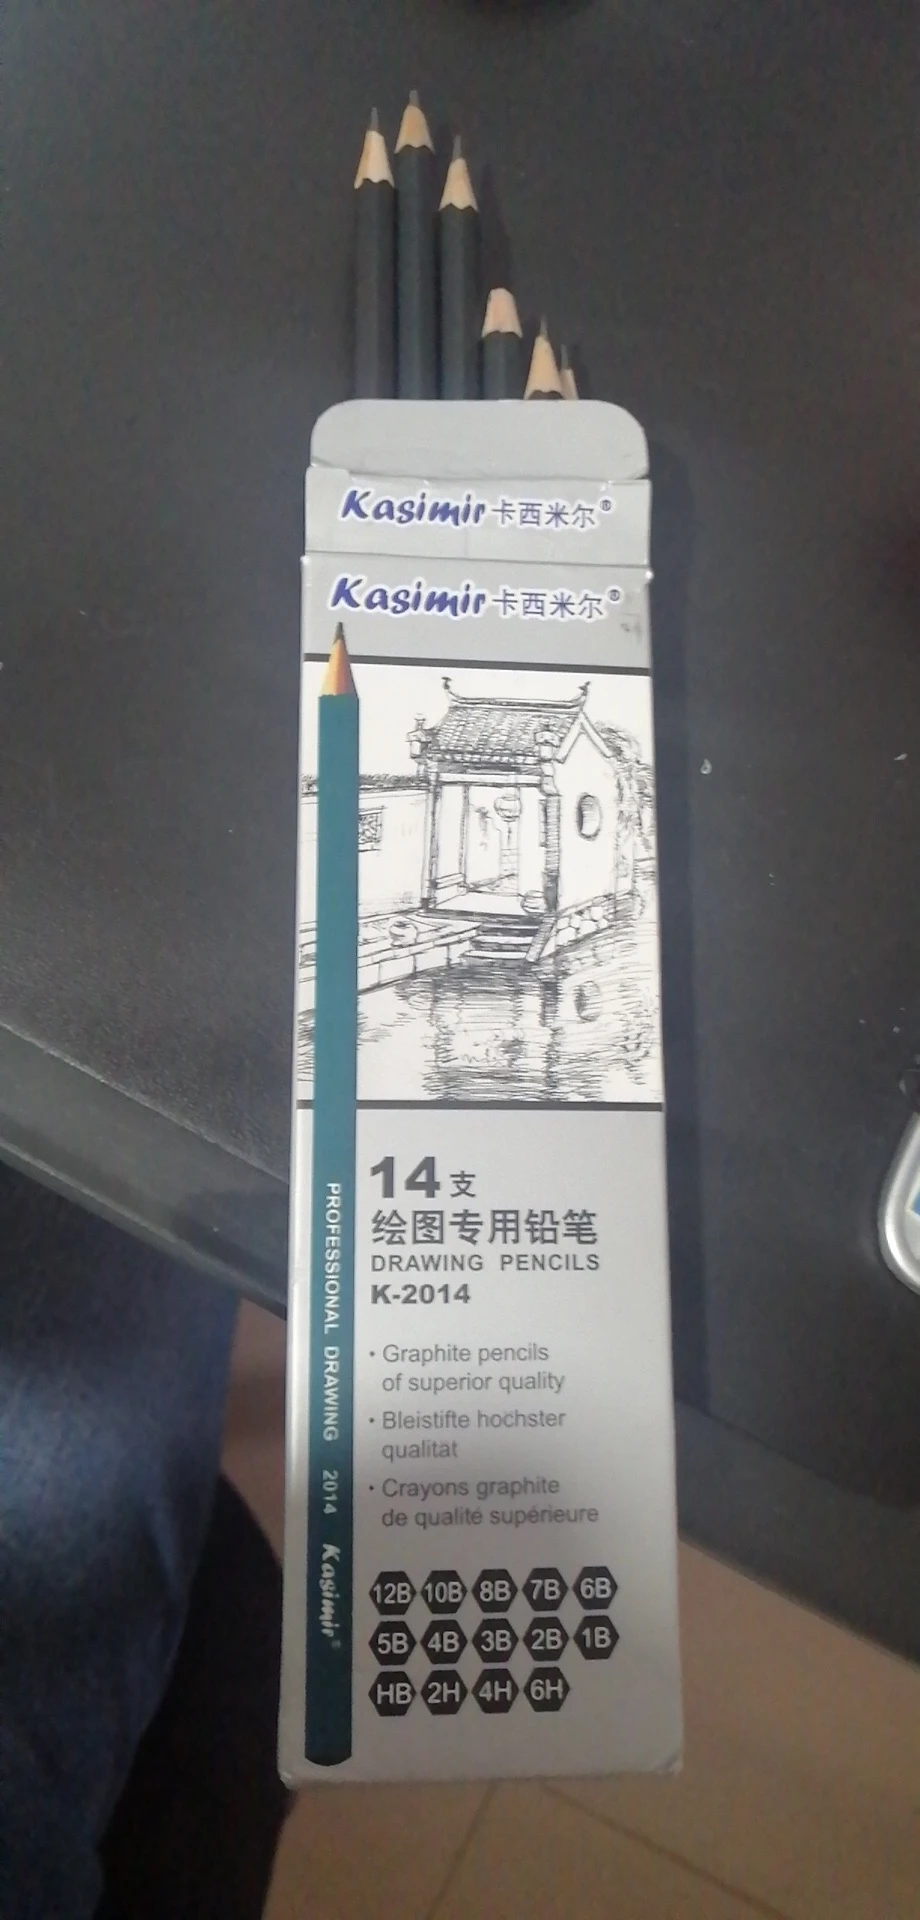 Kasimir卡西米尔®
Kasimir卡西米尔®
14支
绘图专用铅笔
DRAWING PENCILS
K-2014
• Graphite pencils
of superior quality
• Bleistifte hochster
qualitat
• Crayons graphite
de qualité supérieure
12B 10B 8B 7B 6B
5B 4B 3B 2B 1B
HB 2H 4H 6H
PROFESSIONAL DRAWING 2014 Kasimir®